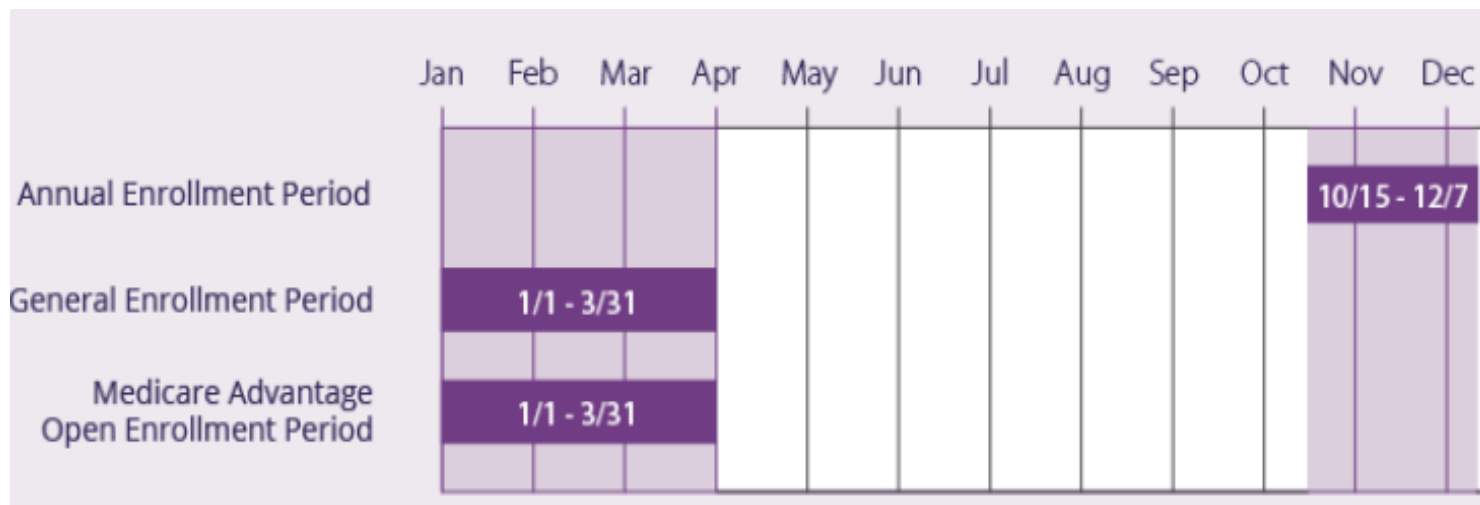 Jan Feb Mar Apr May Jun Jul Aug Sep Oct Nov Dec
Annual Enrollment Period 10/15 - 12/7
General Enrollment Period 1/1 - 3/31
Medicare Advantage
Open Enrollment Period 1/1 - 3/31